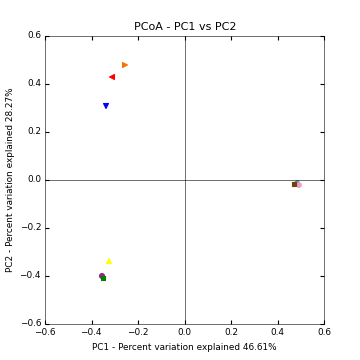 PCoA - PC1 vs PC2
0.6
0.4
0.2
0.0
−0.2
−0.4
−0.6
−0.6 −0.4 −0.2 0.0 0.2 0.4 0.6
PC2 - Percent variation explained 28.27%
PC1 - Percent variation explained 46.61%